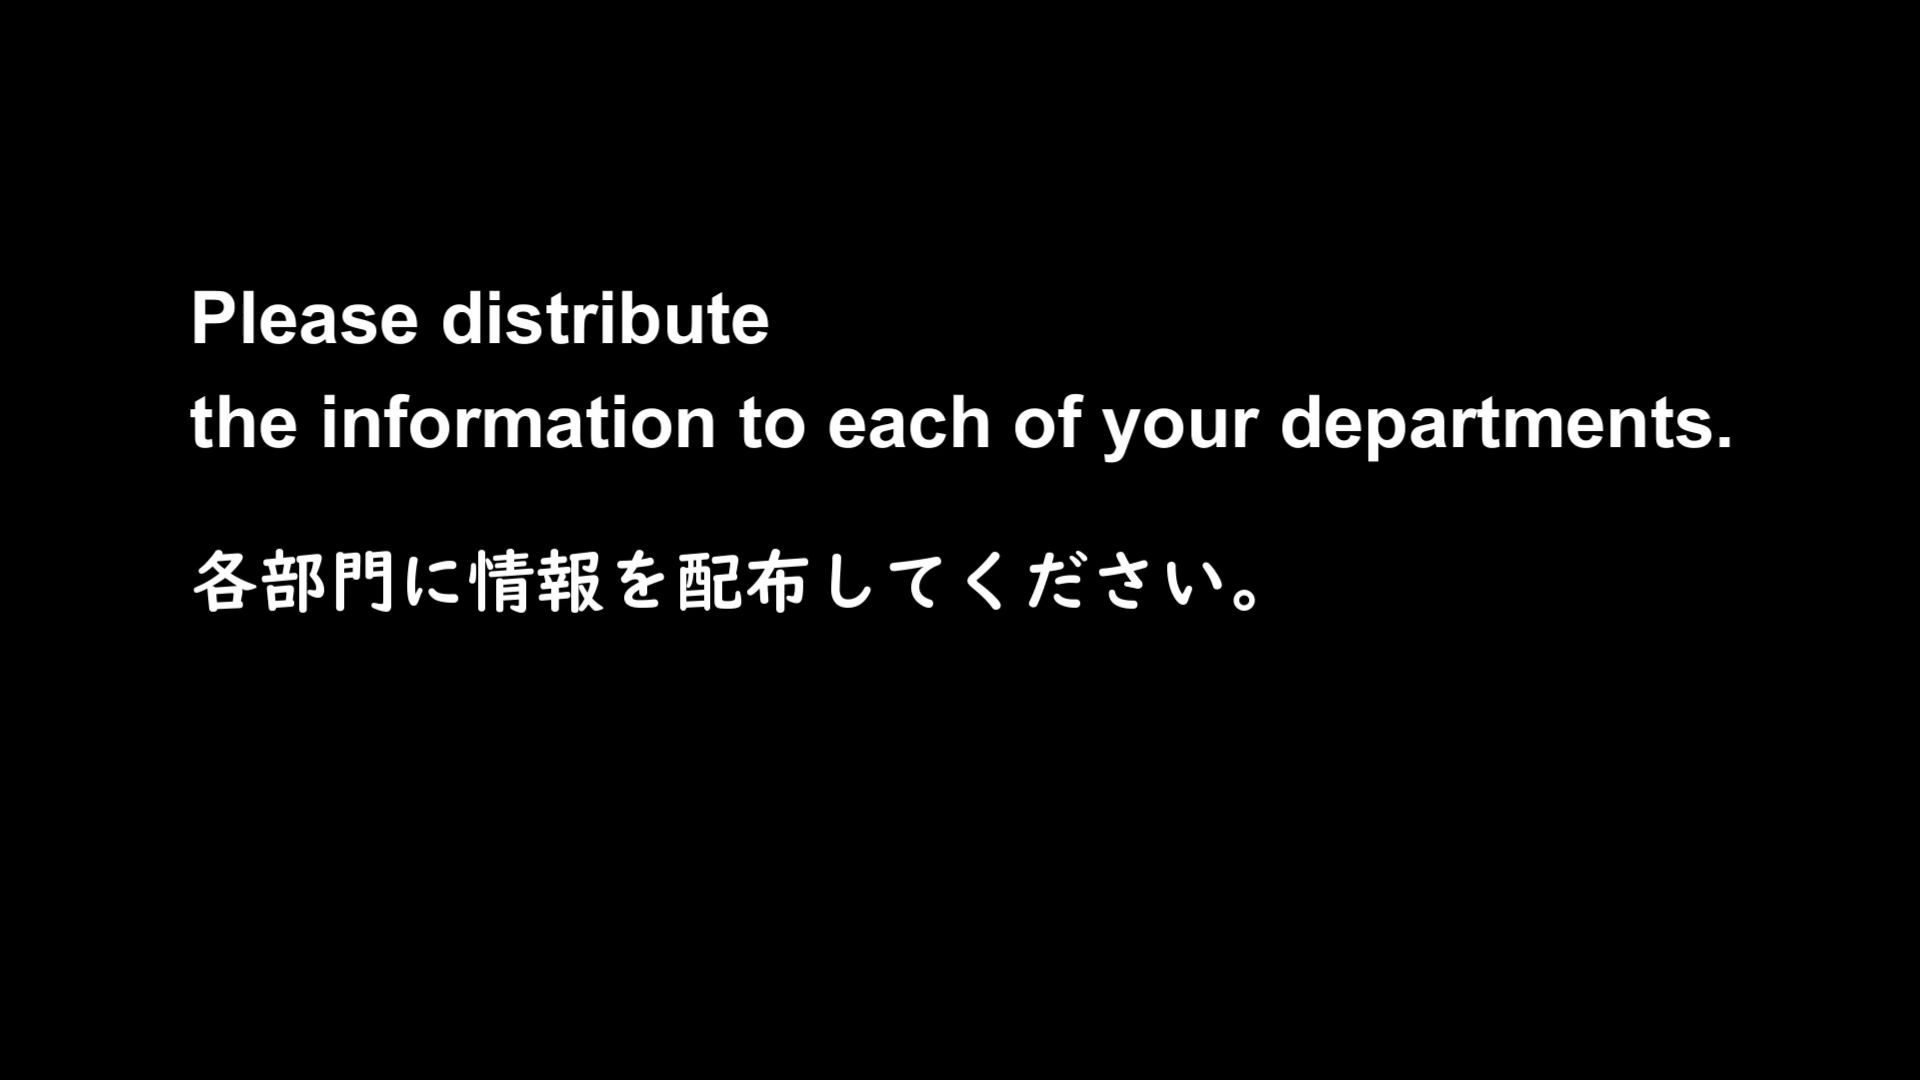 Please distribute
the information to each of your departments.
各部門に情報を配布してください。